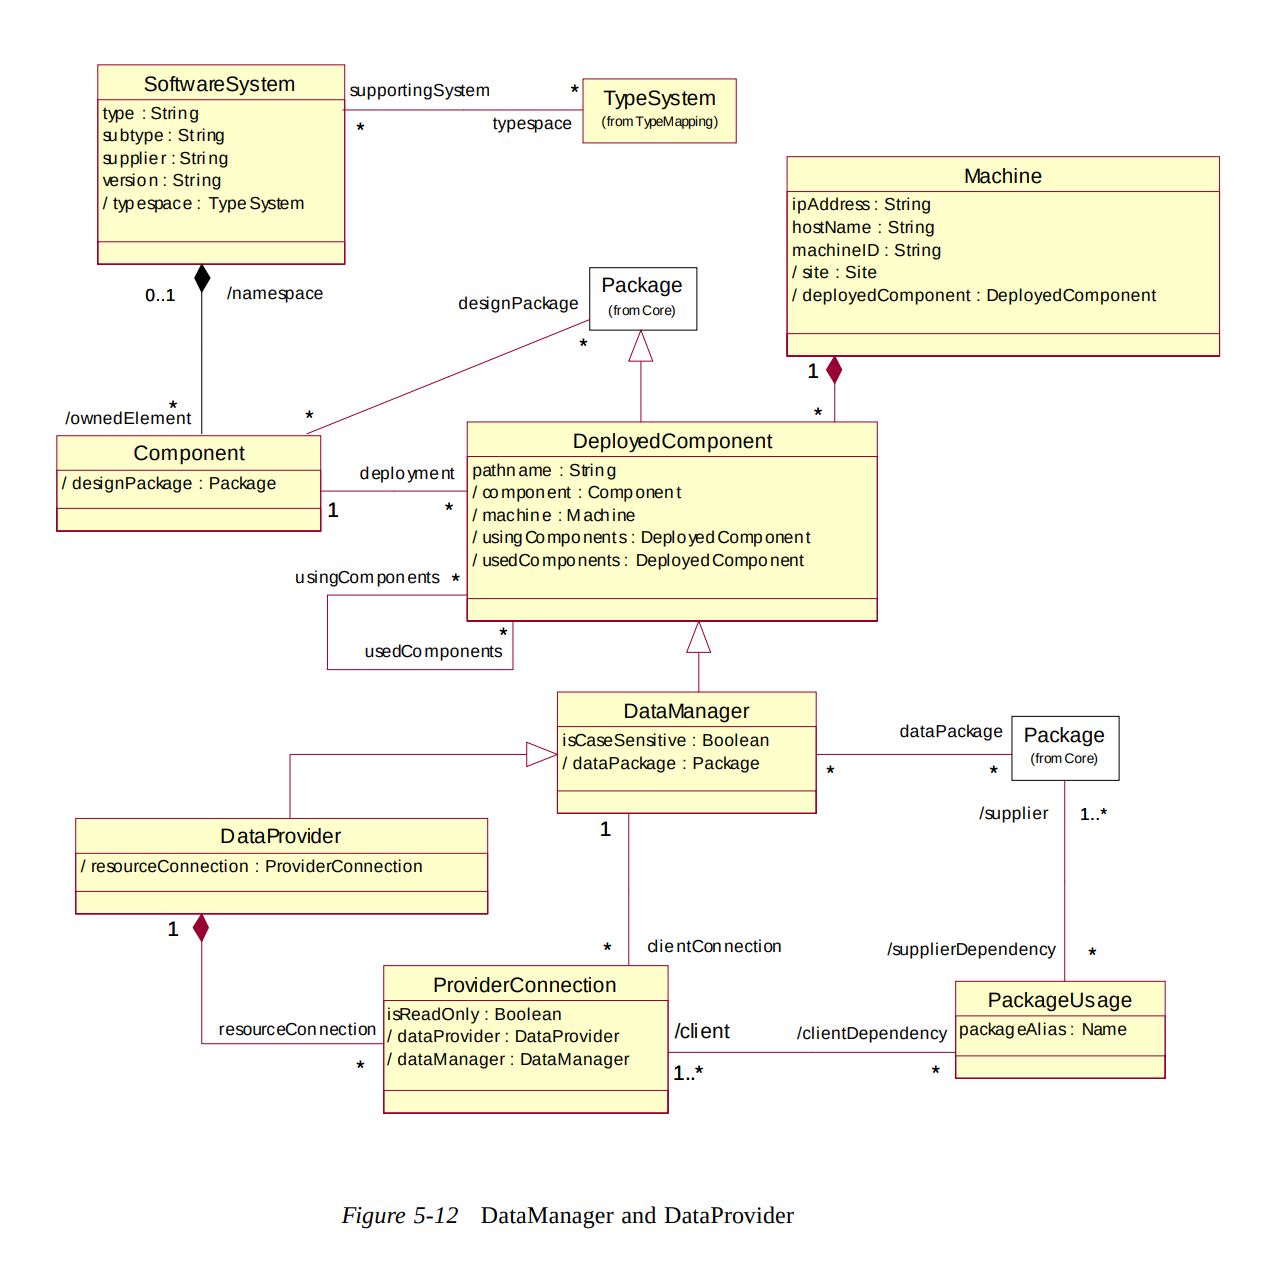 SoftwareSystem
type : String
subtype : String
supplier : String
version : String
/ typespace : TypeSystem
supportingSystem
*
*
typespace
TypeSystem
(from TypeMapping)
Machine
ipAddress : String
hostName : String
machineID : String
/ site : Site
/ deployedComponent : DeployedComponent
0..1
/namespace
designPackage
*
Package
(from Core)
1
*
*
/ownedElement
*
Component
/ designPackage : Package
deployment
1
*
DeployedComponent
pathname : String
/ component : Component
/ machine : Machine
/ usingComponents : DeployedComponent
/ usedComponents : DeployedComponent
usingComponents
*
*
usedComponents
DataManager
isCaseSensitive : Boolean
/ dataPackage : Package
dataPackage
*
*
Package
(from Core)
/supplier
1..*
DataProvider
/ resourceConnection : ProviderConnection
1
1
*
clientConnection
/supplierDependency
*
ProviderConnection
isReadOnly : Boolean
/ dataProvider : DataProvider
/ dataManager : DataManager
resourceConnection
*
/client
1..*
/clientDependency
*
PackageUsage
packageAlias : Name
Figure 5-12 DataManager and DataProvider